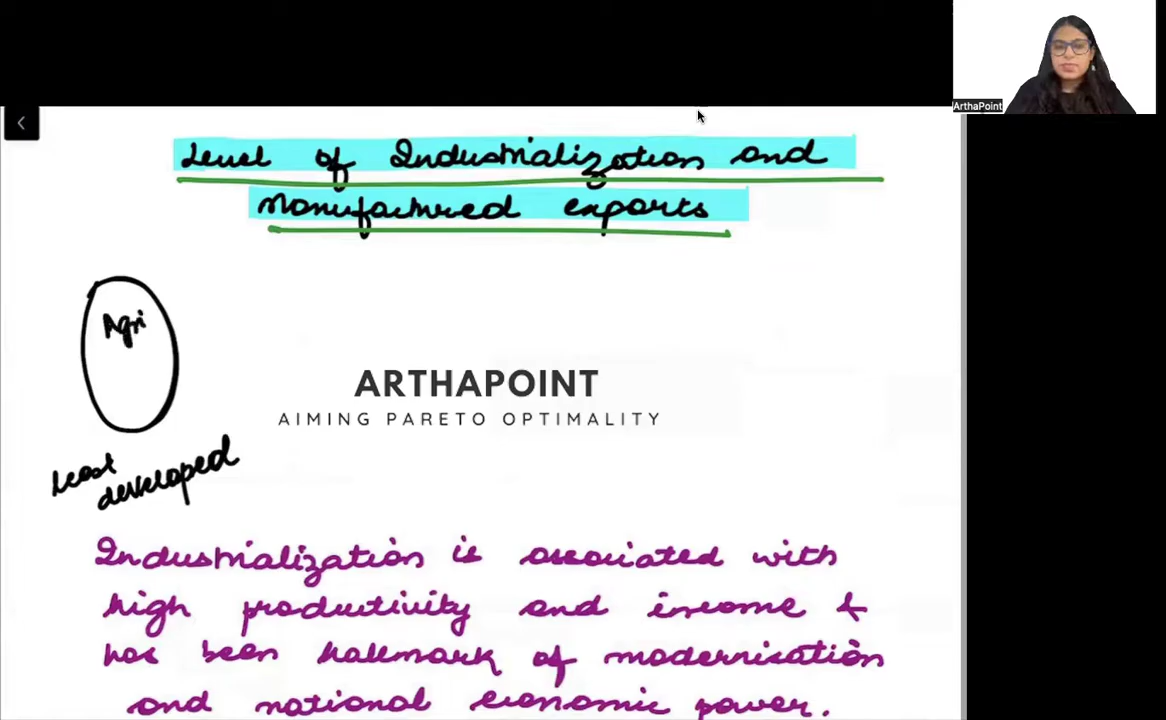 ArthaPoint
Level of Industrialization and
Manufactured exports
Agri
ARTHAPOINT
AIMING PARETO OPTIMALITY
Least
developed
Industrialization is associated with
high productivity and income &
has been hallmark of modernisation
and national economic power.